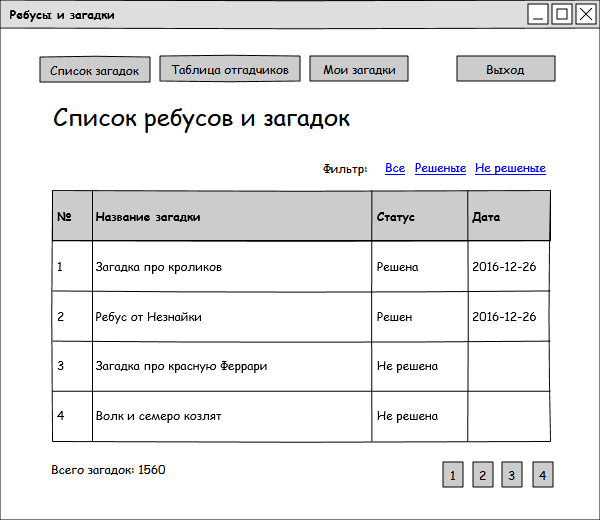 Ребусы и загадки
Список загадок Таблица отгадчиков Мои загадки Выход
Список ребусов и загадок
Фильтр: Все Решеные Не решеные
№ Название загадки Статус Дата
1 Загадка про кроликов Решена 2016-12-26
2 Ребус от Незнайки Решен 2016-12-26
3 Загадка про красную Феррари Не решена
4 Волк и семеро козлят Не решена
Всего загадок: 1560 1 2 3 4